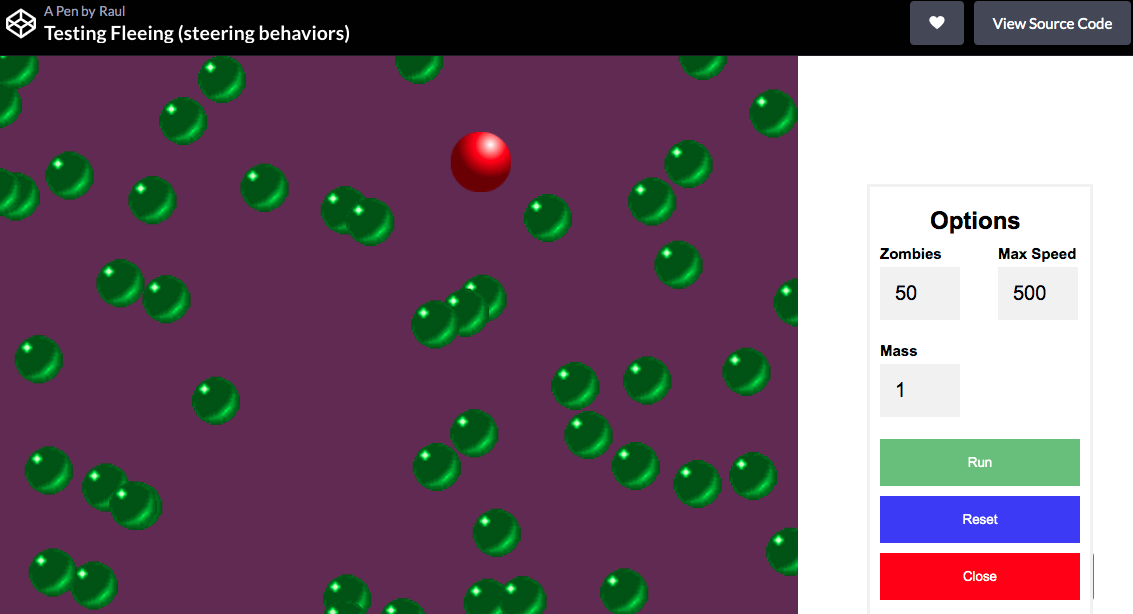 A Pen by Raul
Testing Fleeing (steering behaviors)
View Source Code
Options
Zombies
Max Speed
50
500
Mass
1
Run
Reset
Close